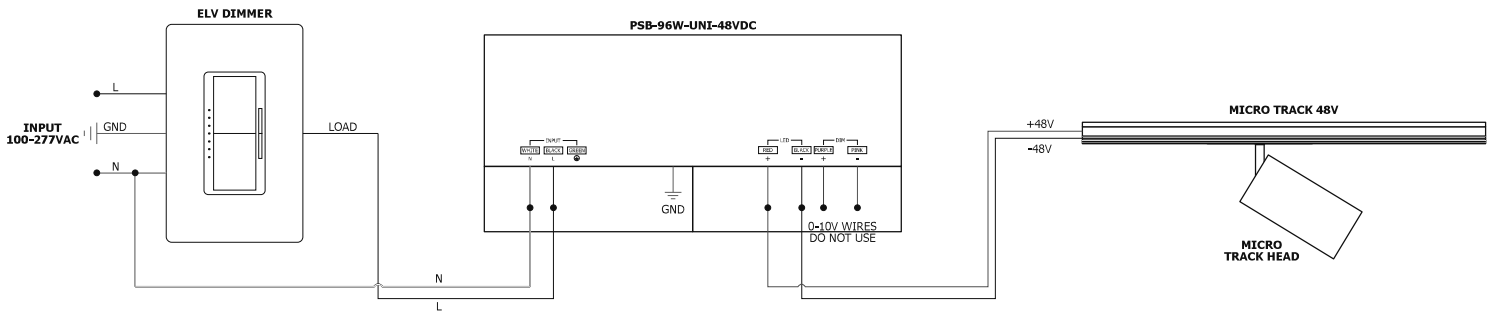 ELV DIMMER
L
INPUT
100-277VAC
GND
N
LOAD
N
L
PSB-96W-UNI-48VDC
INPUT
WHITE BLACK GREEN
N L
LED DIM
RED BLACK PURPLE PINK
+ - + -
GND
0-10V WIRES
DO NOT USE
+48V
-48V
MICRO TRACK 48V
MICRO
TRACK HEAD